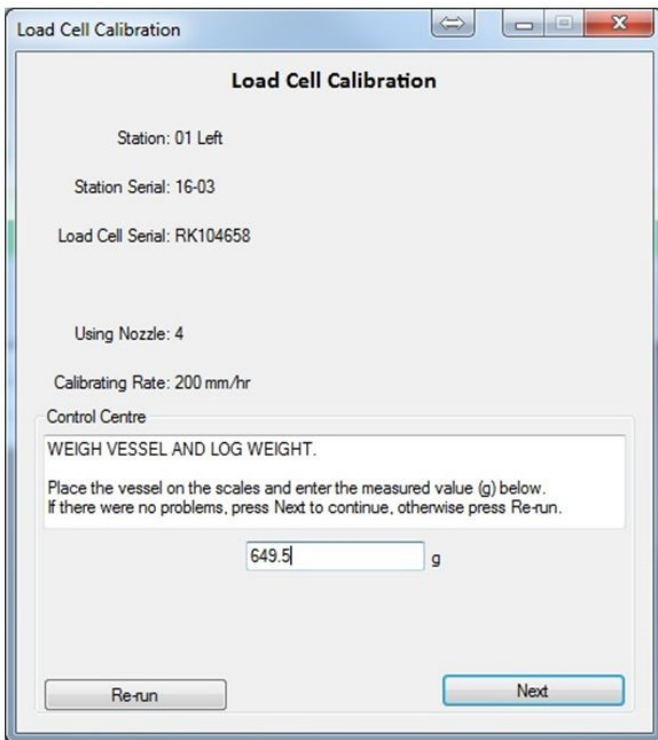 Load Cell Calibration
Load Cell Calibration
Station: 01 Left
Station Serial: 16-03
Load Cell Serial: RK104658
Using Nozzle: 4
Calibrating Rate: 200 mm/hr
Control Centre
WEIGH VESSEL AND LOG WEIGHT.
Place the vessel on the scales and enter the measured value (g) below.
If there were no problems, press Next to continue, otherwise press Re-run.
649.5 g
Re-run Next